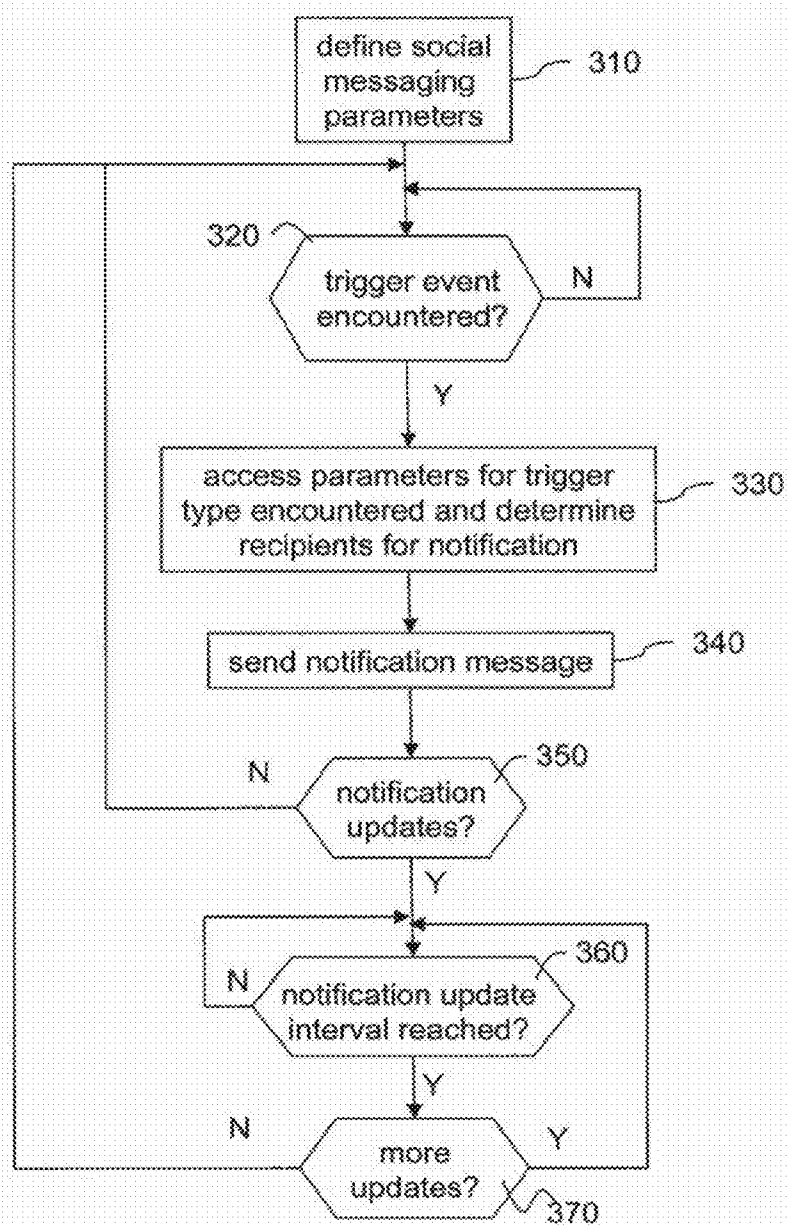 define social
messaging
parameters
310
320
trigger event
encountered?
N
Y
access parameters for trigger
type encountered and determine
recipients for notification
330
send notification message
340
350
N
notification
updates?
Y
360
N
notification update
interval reached?
Y
N
Y
more
updates?
370